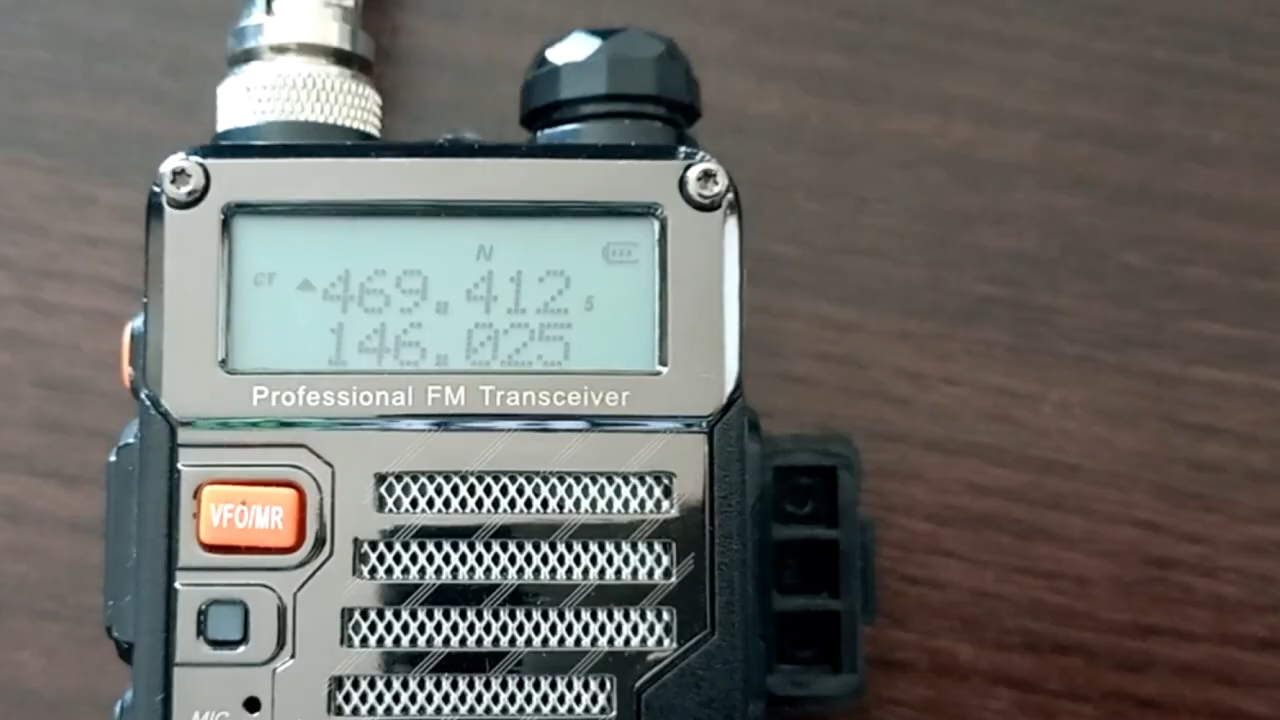 N
CT ▲469.412 5
146.025
Professional FM Transceiver
VFO/MR
MIC